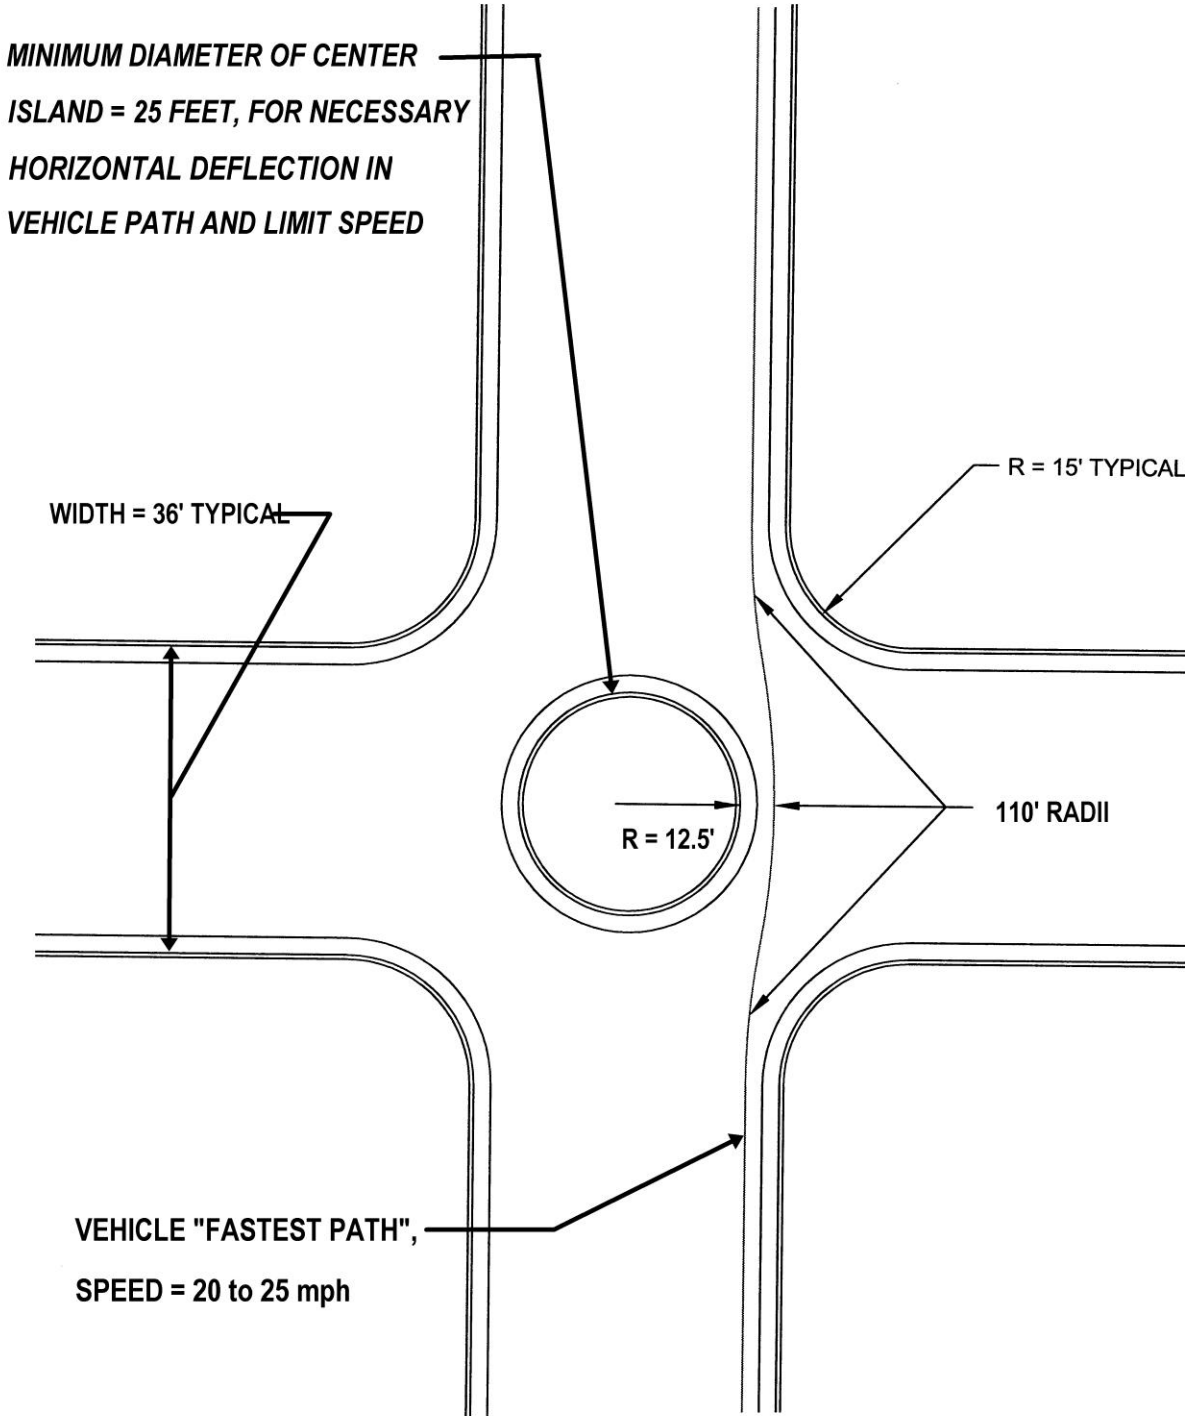 MINIMUM DIAMETER OF CENTER
ISLAND = 25 FEET, FOR NECESSARY
HORIZONTAL DEFLECTION IN
VEHICLE PATH AND LIMIT SPEED
R = 15' TYPICAL
WIDTH = 36' TYPICAL
110' RADII
R = 12.5'
VEHICLE "FASTEST PATH",
SPEED = 20 to 25 mph